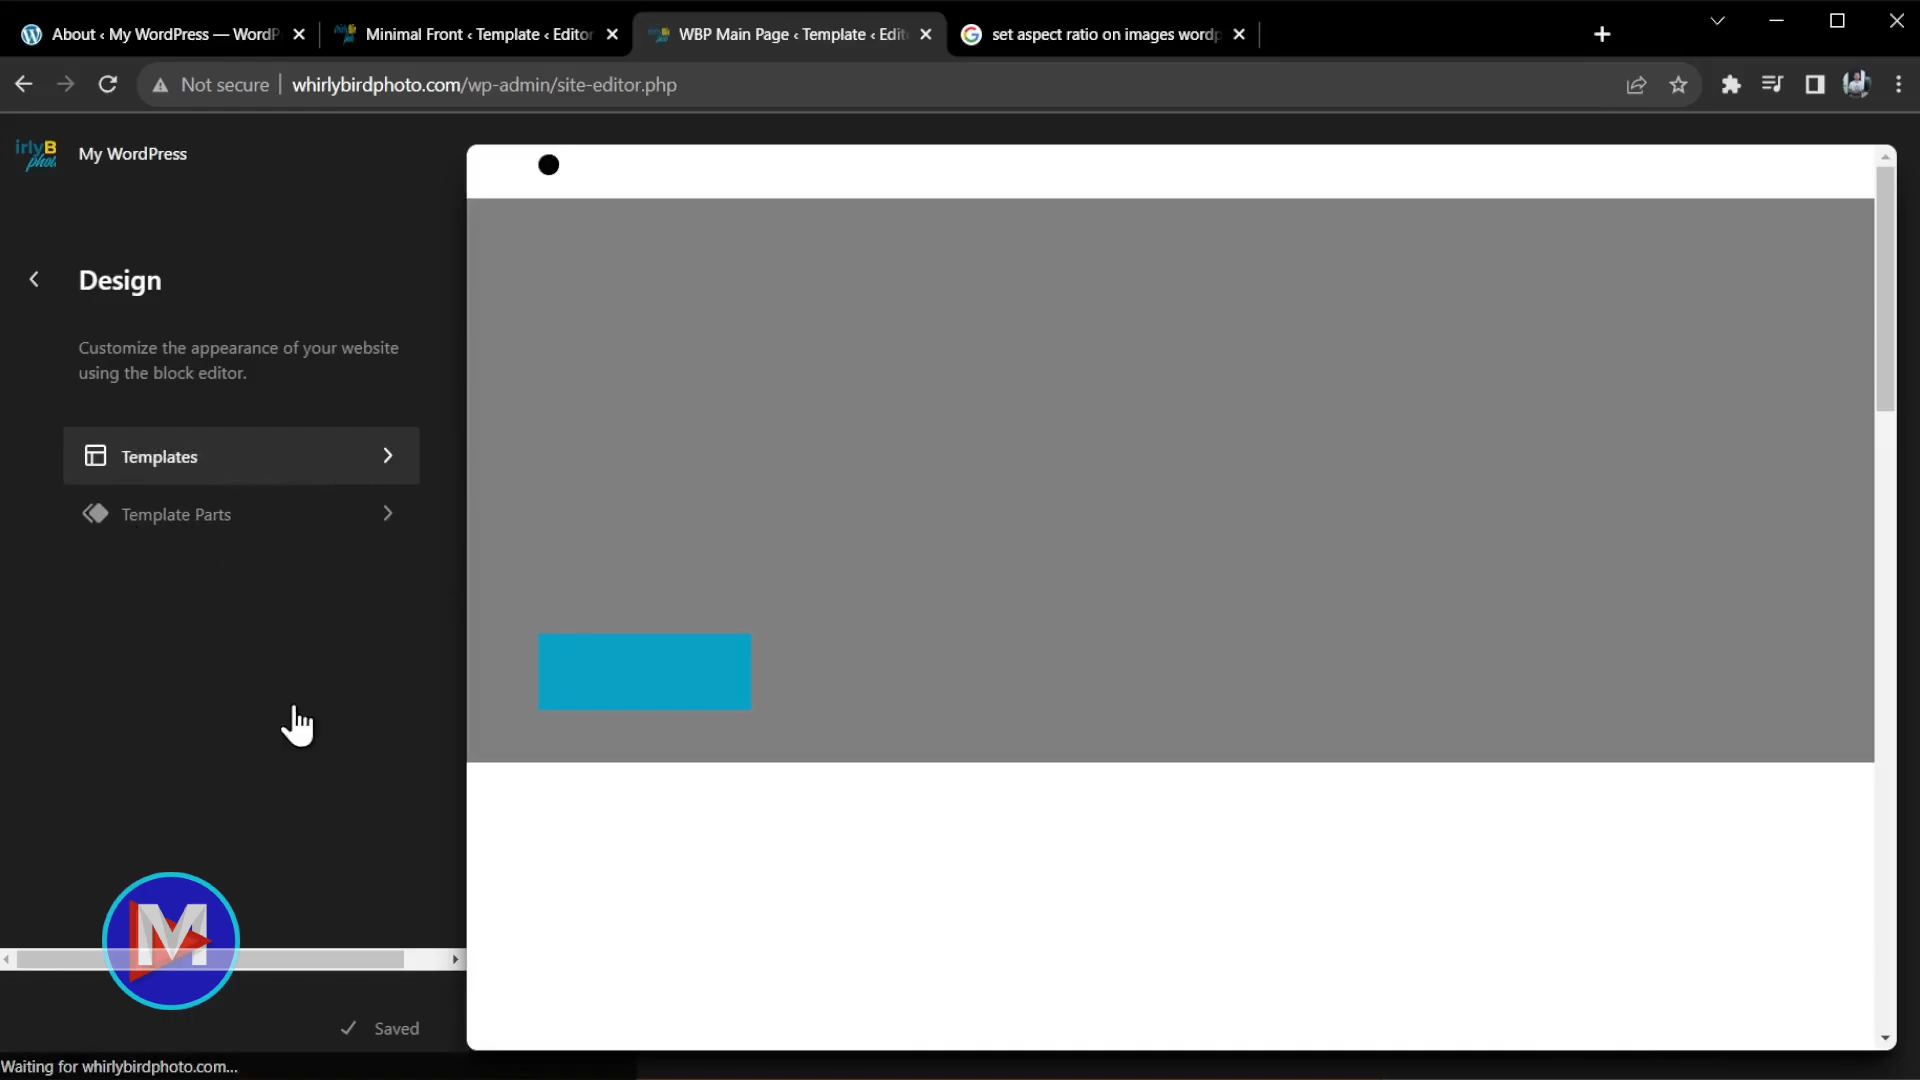 About ‹ My WordPress — WordP
Minimal Front ‹ Template ‹ Editor
WBP Main Page ‹ Template ‹ Edit
set aspect ratio on images wordp
Not secure
whirlybirdphoto.com/wp-admin/site-editor.php
irlyB
phot
My WordPress
Design
Customize the appearance of your website
using the block editor.
Templates
Template Parts
M
Saved
Waiting for whirlybirdphoto.com...